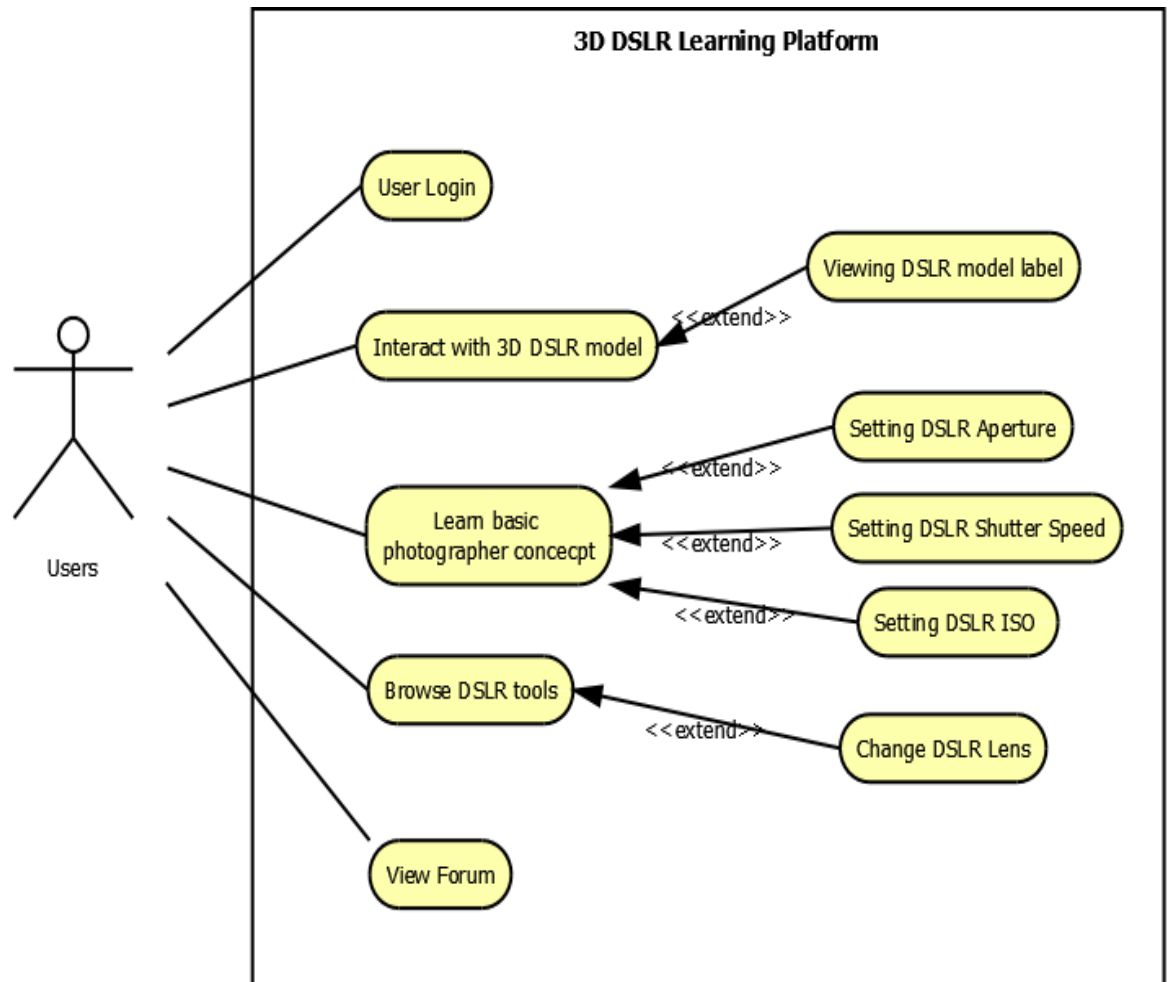 3D DSLR Learning Platform
User Login
Viewing DSLR model label
<<extend>>
Interact with 3D DSLR model
Setting DSLR Aperture
<<extend>>
Learn basic
photographer concecpt
Setting DSLR Shutter Speed
<<extend>>
Users
<<extend>>
Setting DSLR ISO
Browse DSLR tools
<<extend>>
Change DSLR Lens
View Forum